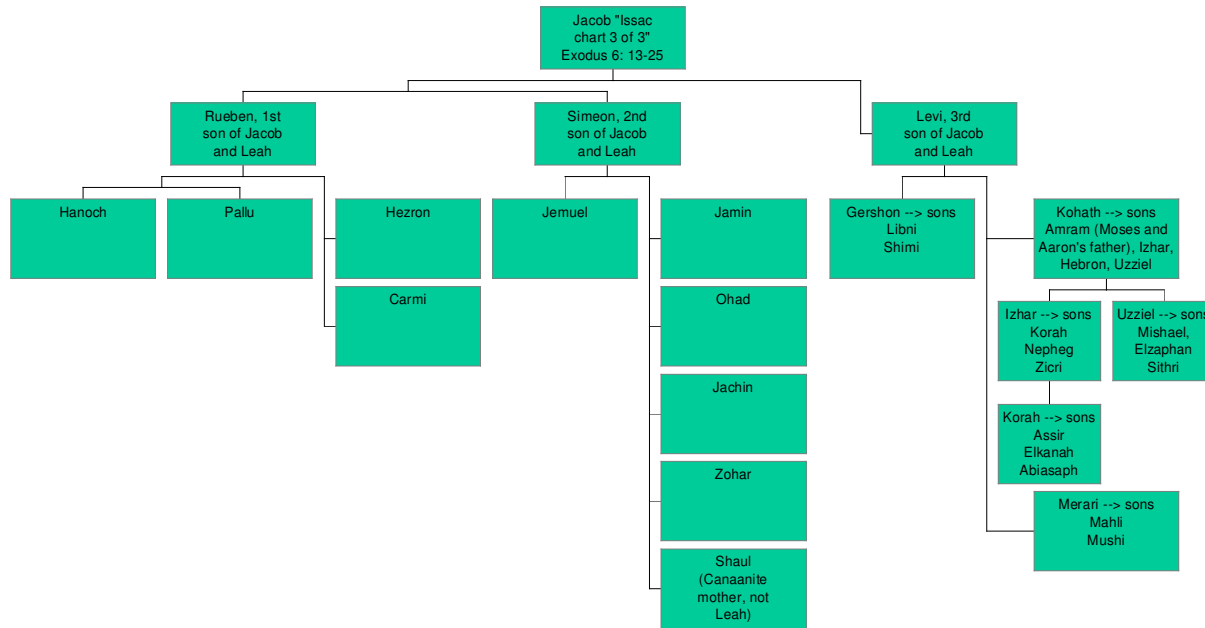 Jacob "Issac
chart 3 of 3"
Exodus 6: 13-25
Rueben, 1st
son of Jacob
and Leah
Simeon, 2nd
son of Jacob
and Leah
Levi, 3rd
son of Jacob
and Leah
Hanoch
Pallu
Hezron
Carmi
Jemuel
Jamin
Ohad
Jachin
Zohar
Shaul
(Canaanite
mother, not
Leah)
Gershon --> sons
Libni
Shimi
Kohath --> sons
Amram (Moses and
Aaron's father), Izhar,
Hebron, Uzziel
Izhar --> sons
Korah
Nepheg
Zicri
Uzziel --> sons
Mishael,
Elzaphan
Sithri
Korah --> sons
Assir
Elkanah
Abiasaph
Merari --> sons
Mahli
Mushi